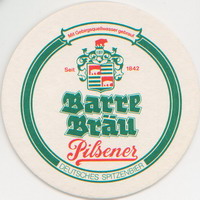 Mit Gebirgsquellwasser gebraut
Seit 1842
Barre
Bräu
Pilsener
DEUTSCHES SPITZENBIER